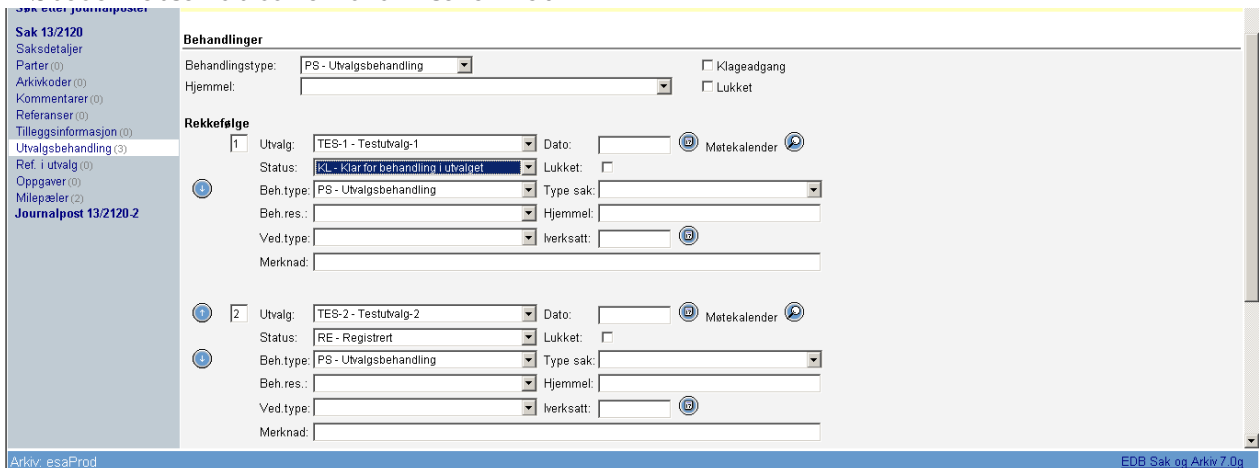 Søk etter journalposter
Sak 13/2120
Saksdetaljer
Parter (0)
Arkivkoder (0)
Kommentarer (0)
Referanser (0)
Tilleggsinformasjon (0)
Utvalgsbehandling (3)
Ref. i utvalg (0)
Oppgaver (0)
Milepæler (2)
Journalpost 13/2120-2
Behandlinger
Behandlingstype: PS - Utvalgsbehandling Klageadgang
Hjemmel: Lukket
Rekkefølge
1 Utvalg: TES-1 - Testutvalg-1 Dato: Møtekalender
Status: KL - Klar for behandling i utvalget Lukket:
Beh.type: PS - Utvalgsbehandling Type sak:
Beh.res.: Hjemmel:
Ved.type: Iverksatt:
Merknad:
2 Utvalg: TES-2 - Testutvalg-2 Dato: Møtekalender
Status: RE - Registrert Lukket:
Beh.type: PS - Utvalgsbehandling Type sak:
Beh.res.: Hjemmel:
Ved.type: Iverksatt:
Merknad:
Arkiv: esaProd EDB Sak og Arkiv 7.0g